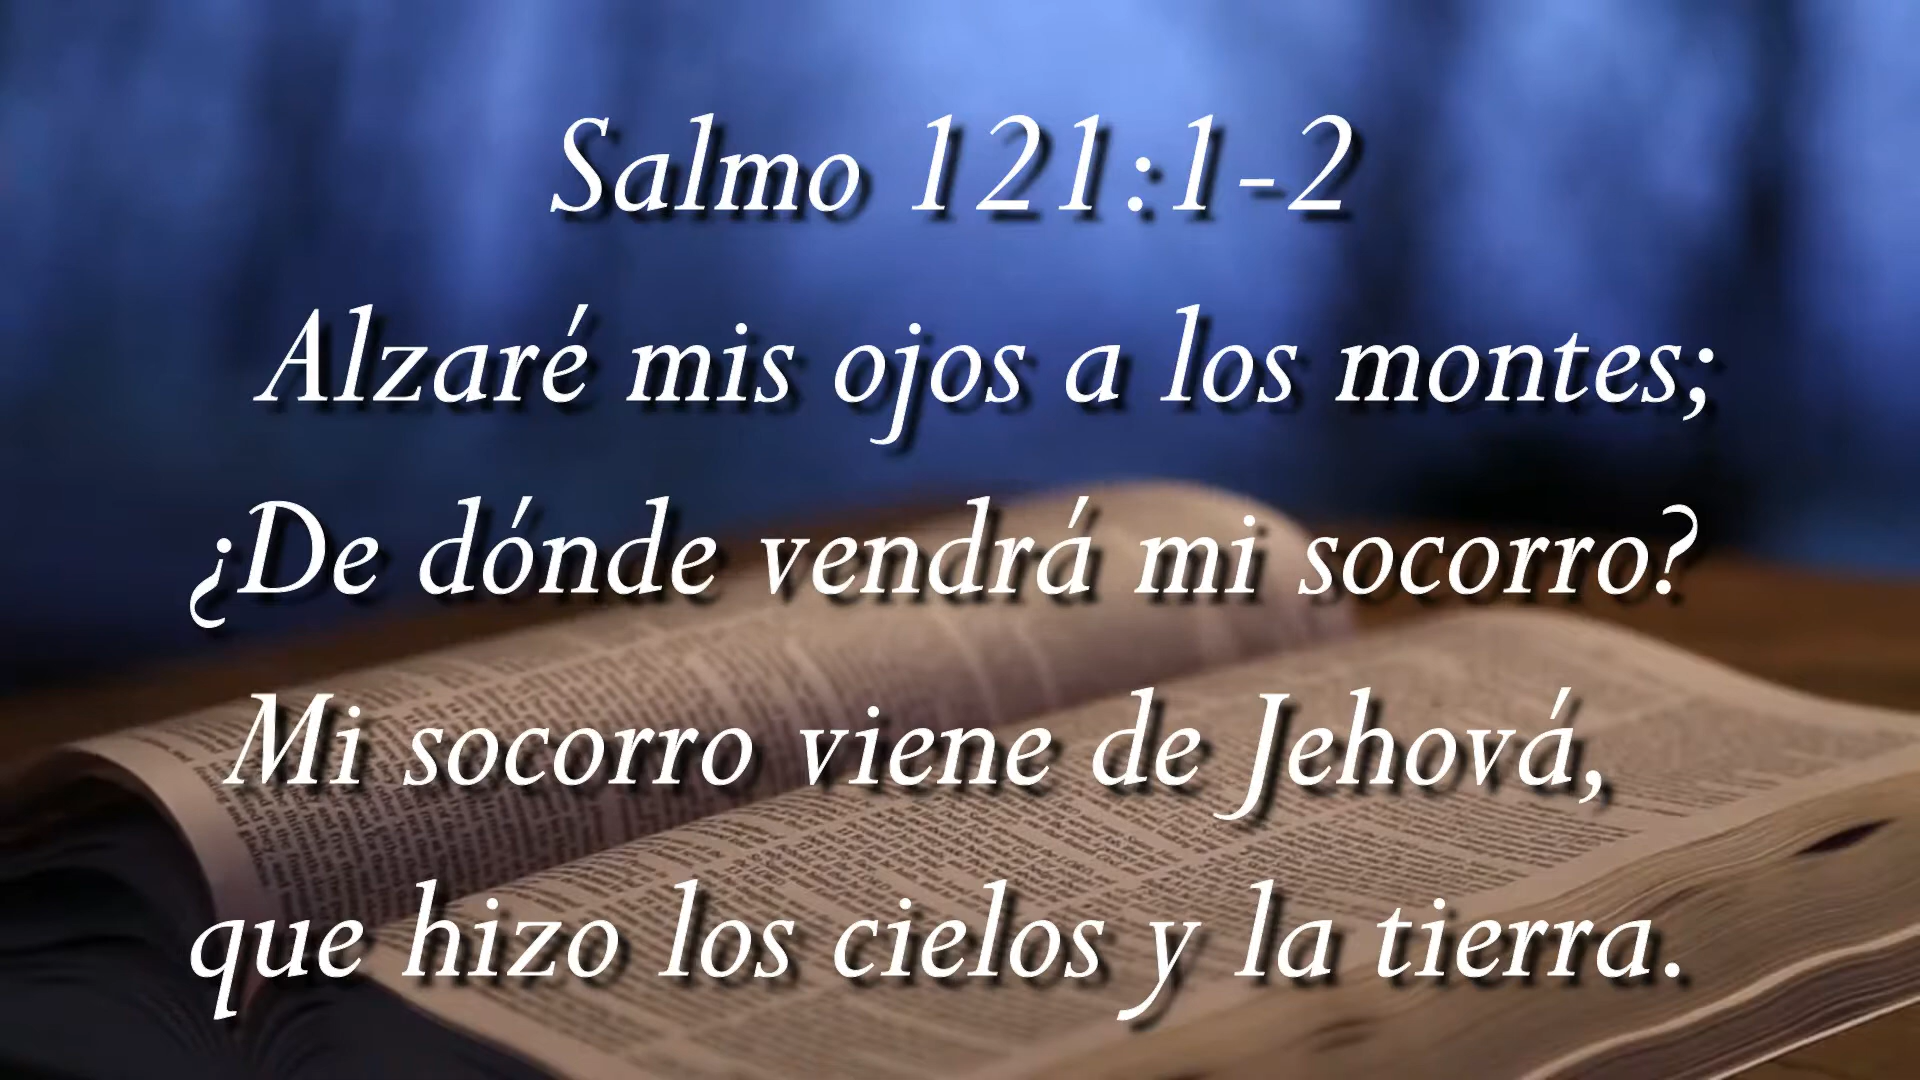 Salmo 121:1-2
Alzaré mis ojos a los montes;
¿De dónde vendrá mi socorro?
Mi socorro viene de Jehová,
que hizo los cielos y la tierra.